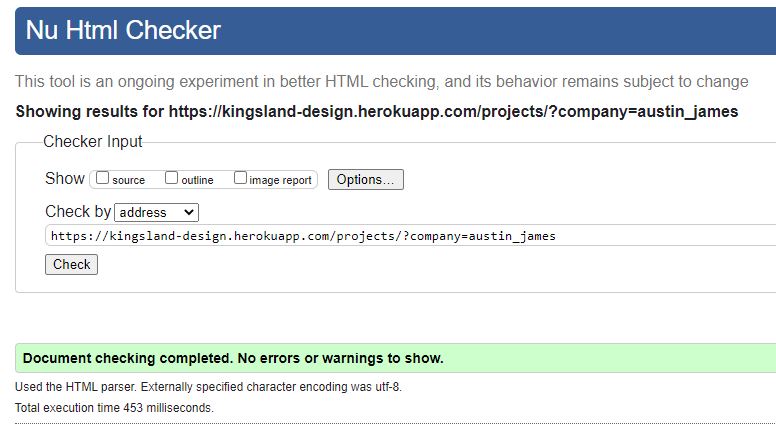 Nu Html Checker
This tool is an ongoing experiment in better HTML checking, and its behavior remains subject to change
Showing results for https://kingsland-design.herokuapp.com/projects/?company=austin_james
Checker Input
Show source outline image report Options...
Check by address
https://kingsland-design.herokuapp.com/projects/?company=austin_james
Check
Document checking completed. No errors or warnings to show.
Used the HTML parser. Externally specified character encoding was utf-8.
Total execution time 453 milliseconds.